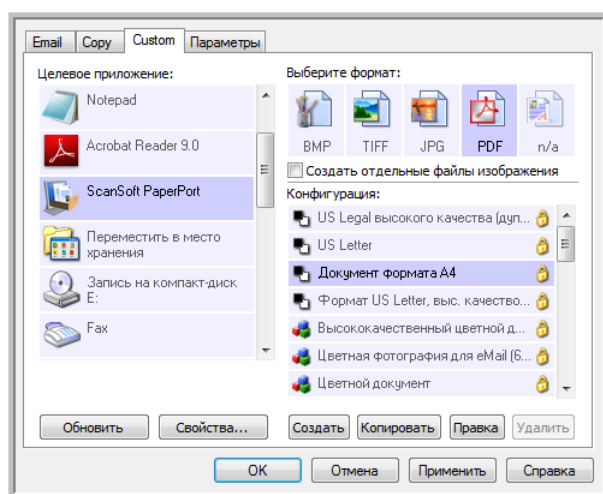 Email Copy Custom Параметры
Целевое приложение:
Notepad
Acrobat Reader 9.0
ScanSoft PaperPort
Переместить в место
хранения
Запись на компакт-диск
E:
Fax
Выберите формат:
BMP TIFF JPG PDF n/a
Создать отдельные файлы изображения
Конфигурация:
US Legal высокого качества (дуп...
US Letter
Документ формата A4
Формат US Letter, выс. качество...
Высококачественный цветной д...
Цветная фотография для eMail (6...
Цветной документ
Обновить Свойства... Создать Копировать Правка Удалить
OK Отмена Применить Справка